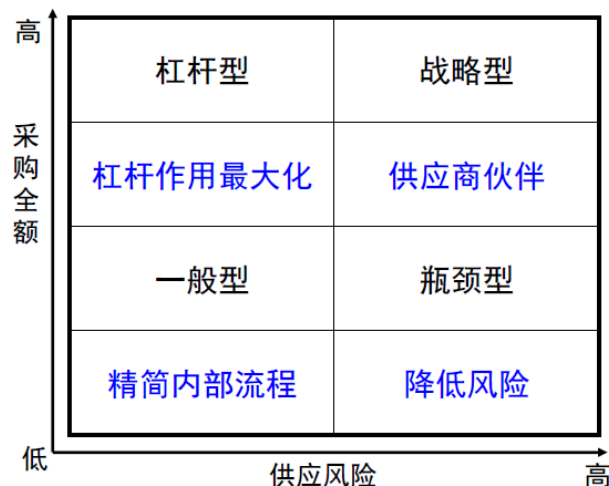 高
采购全额
杠杆型 战略型
杠杆作用最大化 供应商伙伴
一般型 瓶颈型
精简内部流程 降低风险
低 供应风险 高